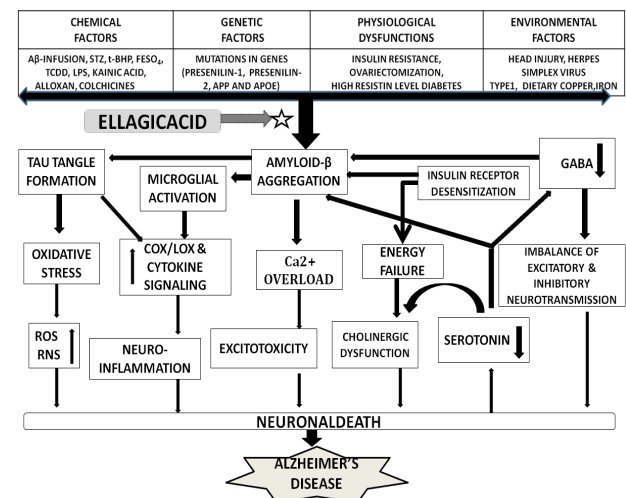 CHEMICAL
FACTORS
GENETIC
FACTORS
PHYSIOLOGICAL
DYSFUNCTIONS
ENVIRONMENTAL
FACTORS
Aβ-INFUSION, STZ, t-BHP, FESO₄,
TCDD, LPS, KAINIC ACID,
ALLOXAN, COLCHICINES
MUTATIONS IN GENES
(PRESENILIN-1, PRESENILIN-
2, APP AND APOE)
INSULIN RESISTANCE,
OVARIECTOMIZATION,
HIGH RESISTIN LEVEL DIABETES
HEAD INJURY, HERPES
SIMPLEX VIRUS
TYPE1, DIETARY COPPER,IRON
ELLAGICACID
TAU TANGLE
FORMATION
MICROGLIAL
ACTIVATION
AMYLOID-β
AGGREGATION
INSULIN RECEPTOR
DESENSITIZATION
GABA
OXIDATIVE
STRESS
COX/LOX &
CYTOKINE
SIGNALING
Ca2+
OVERLOAD
ENERGY
FAILURE
IMBALANCE OF
EXCITATORY &
INHIBITORY
NEUROTRANSMISSION
ROS
RNS
NEURO-
INFLAMMATION
EXCITOTOXICITY
CHOLINERGIC
DYSFUNCTION
SEROTONIN
NEURONALDEATH
ALZHEIMER'S
DISEASE